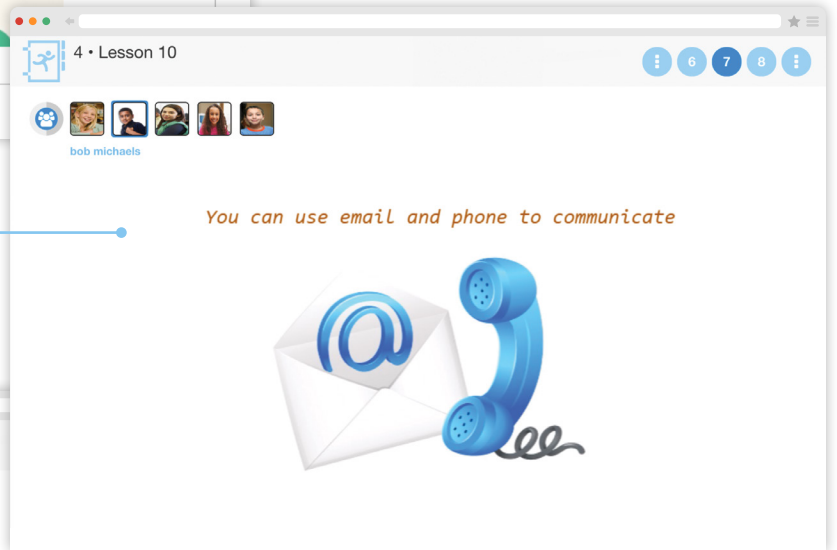 4 • Lesson 10
6 7 8
bob michaels
You can use email and phone to communicate
@